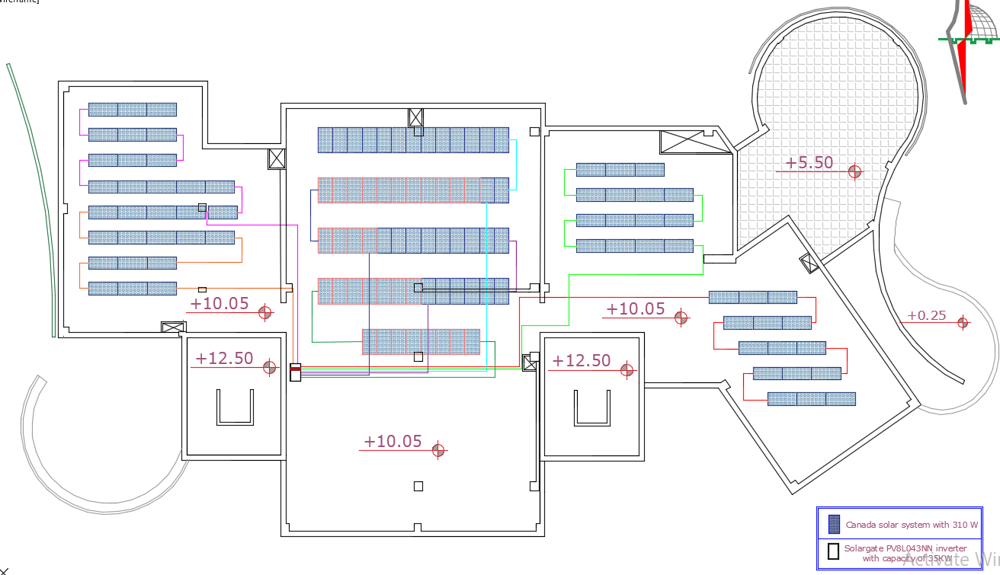 wireframe]
+5.50
+10.05
+10.05
+0.25
+12.50
+12.50
+10.05
Canada solar system with 310 W
Solargate PV8L043NN inverter
with capacity of 35KW
Activate Wi